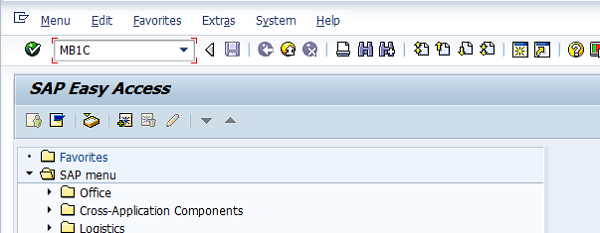 Menu Edit Favorites Extras System Help
MB1C
SAP Easy Access
Favorites
SAP menu
Office
Cross-Application Components
Logistics